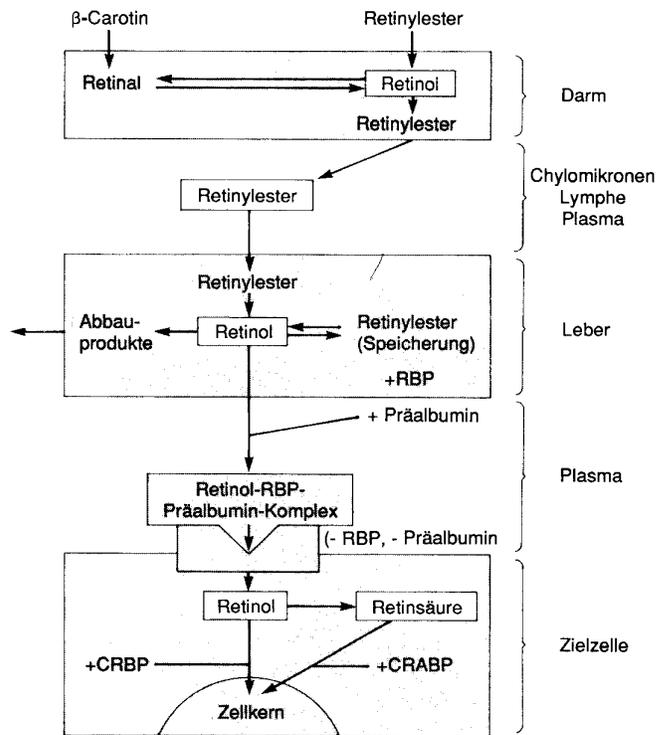 β-Carotin
Retinylester
Retinal
Retinol
Retinylester
Darm
Retinylester
Chylomikronen
Lymphe
Plasma
Retinylester
Abbau-
produkte
Retinol
Retinylester
(Speicherung)
+RBP
Leber
+ Präalbumin
Retinol-RBP-
Präalbumin-Komplex
Plasma
(- RBP, - Präalbumin
Retinol
Retinsäure
+CRBP
+CRABP
Zielzelle
Zellkern